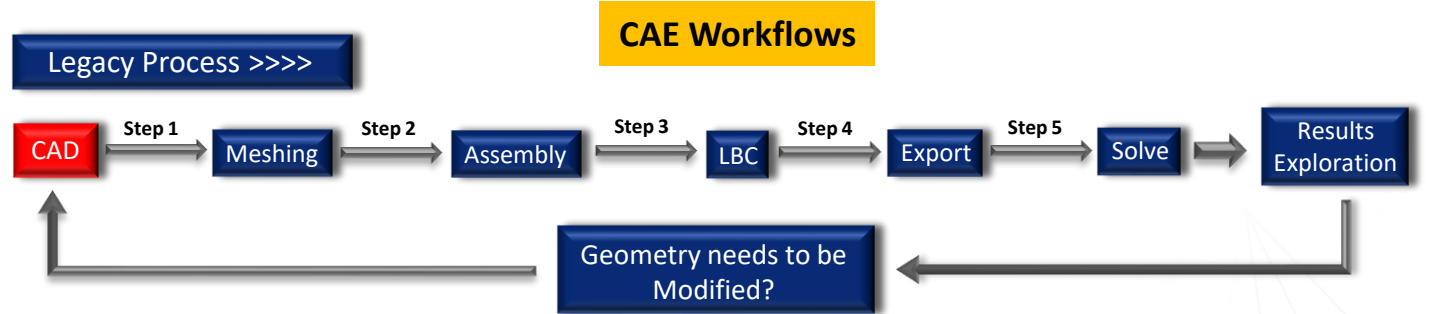 CAE Workflows
Legacy Process >>>>
CAD
Step 1
Meshing
Step 2
Assembly
Step 3
LBC
Step 4
Export
Step 5
Solve
Results
Exploration
Geometry needs to be
Modified?